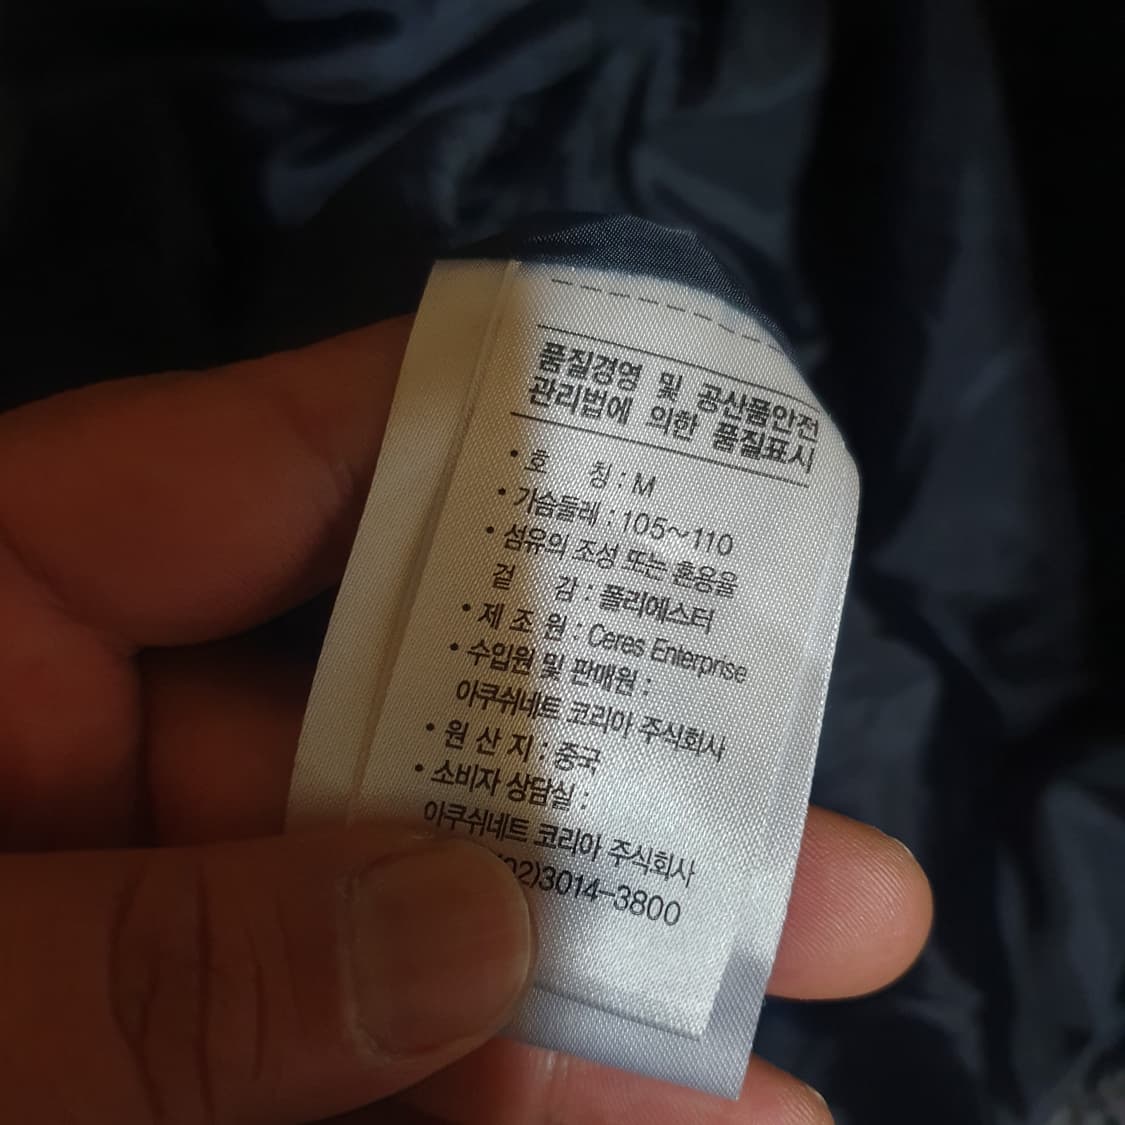 품질경영 및 공산품안전
관리법에 의한 품질표시
• 호 칭 : M
• 가슴둘레 : 105~110
• 섬유의 조성 또는 혼용율
겉 감 : 폴리에스터
• 제 조 원 : Ceres Enterprise
• 수입원 및 판매원 :
아쿠쉬네트 코리아 주식회사
• 원 산 지 : 중국
• 소비자 상담실 :
아쿠쉬네트 코리아 주식회사
(02)3014-3800